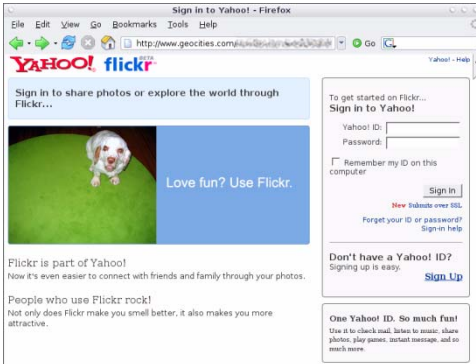 Sign in to Yahoo! - Firefox
File Edit View Go Bookmarks Tools Help
http://www.geocities.com/
Go
G
YAHOO! flickr BETA
Yahoo! - Help
Sign in to share photos or explore the world through
Flickr...
Love fun? Use Flickr.
Flickr is part of Yahoo!
Now it's even easier to connect with friends and family through your photos.
People who use Flickr rock!
Not only does Flickr make you smell better, it also makes you more
attractive.
To get started on Flickr...
Sign in to Yahoo!
Yahoo! ID:
Password:
Remember my ID on this
computer
Sign In
New Submits over SSL
Forget your ID or password?
Sign-in help
Don't have a Yahoo! ID?
Signing up is easy.
Sign Up
One Yahoo! ID. So much fun!
Use it to check mail, listen to music, share
photos, play games, instant message, and so
much more.